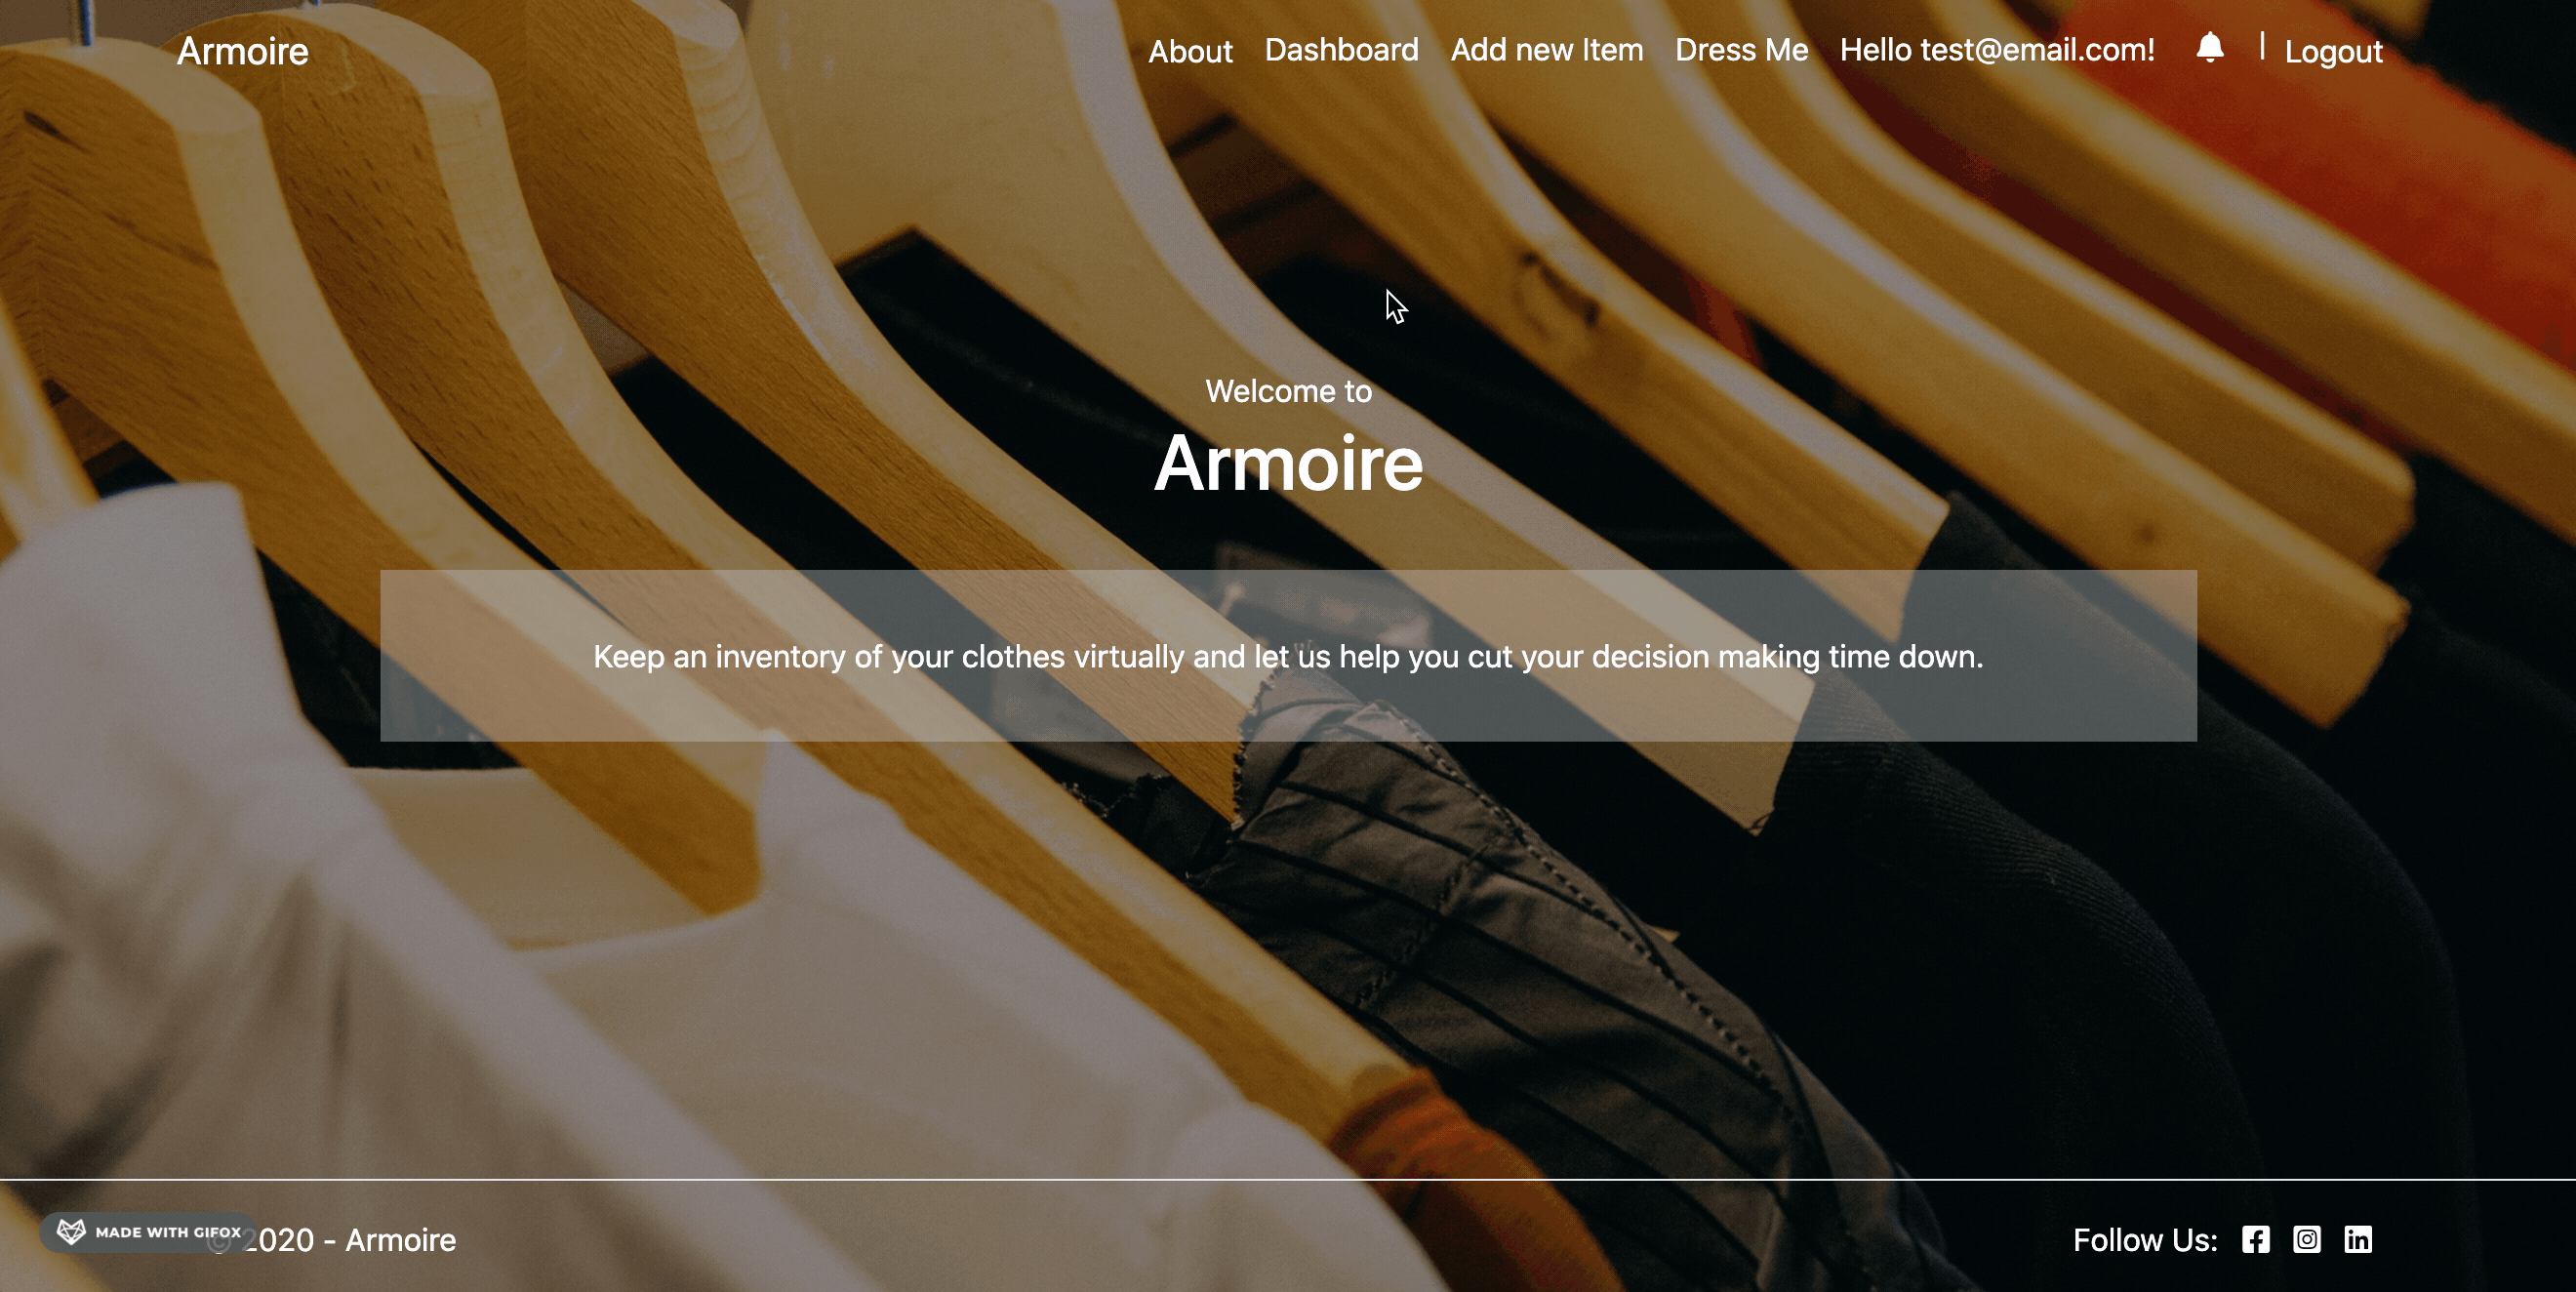 Armoire
About Dashboard Add new Item Dress Me Hello test@email.com! | Logout
Welcome to
Armoire
Keep an inventory of your clothes virtually and let us help you cut your decision making time down.
MADE WITH GIFOX
© 2020 - Armoire
Follow Us: